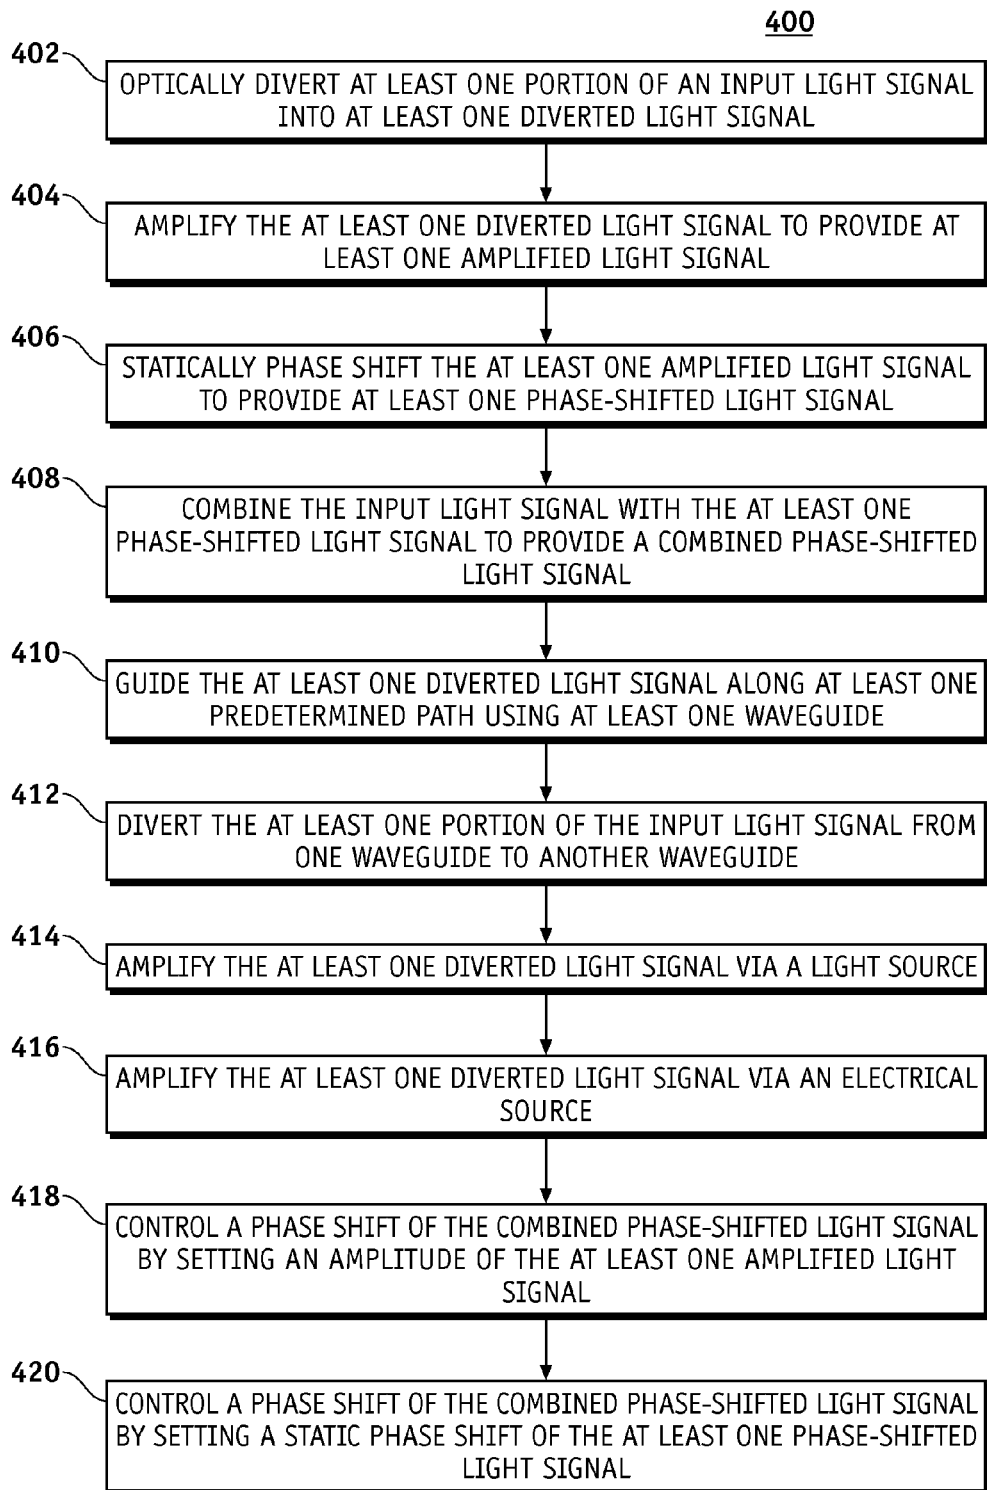 400
402
OPTICALLY DIVERT AT LEAST ONE PORTION OF AN INPUT LIGHT SIGNAL
INTO AT LEAST ONE DIVERTED LIGHT SIGNAL
404
AMPLIFY THE AT LEAST ONE DIVERTED LIGHT SIGNAL TO PROVIDE AT
LEAST ONE AMPLIFIED LIGHT SIGNAL
406
STATICALLY PHASE SHIFT THE AT LEAST ONE AMPLIFIED LIGHT SIGNAL
TO PROVIDE AT LEAST ONE PHASE-SHIFTED LIGHT SIGNAL
408
COMBINE THE INPUT LIGHT SIGNAL WITH THE AT LEAST ONE
PHASE-SHIFTED LIGHT SIGNAL TO PROVIDE A COMBINED PHASE-SHIFTED
LIGHT SIGNAL
410
GUIDE THE AT LEAST ONE DIVERTED LIGHT SIGNAL ALONG AT LEAST ONE
PREDETERMINED PATH USING AT LEAST ONE WAVEGUIDE
412
DIVERT THE AT LEAST ONE PORTION OF THE INPUT LIGHT SIGNAL FROM
ONE WAVEGUIDE TO ANOTHER WAVEGUIDE
414
AMPLIFY THE AT LEAST ONE DIVERTED LIGHT SIGNAL VIA A LIGHT SOURCE
416
AMPLIFY THE AT LEAST ONE DIVERTED LIGHT SIGNAL VIA AN ELECTRICAL
SOURCE
418
CONTROL A PHASE SHIFT OF THE COMBINED PHASE-SHIFTED LIGHT SIGNAL
BY SETTING AN AMPLITUDE OF THE AT LEAST ONE AMPLIFIED LIGHT
SIGNAL
420
CONTROL A PHASE SHIFT OF THE COMBINED PHASE-SHIFTED LIGHT SIGNAL
BY SETTING A STATIC PHASE SHIFT OF THE AT LEAST ONE PHASE-SHIFTED
LIGHT SIGNAL